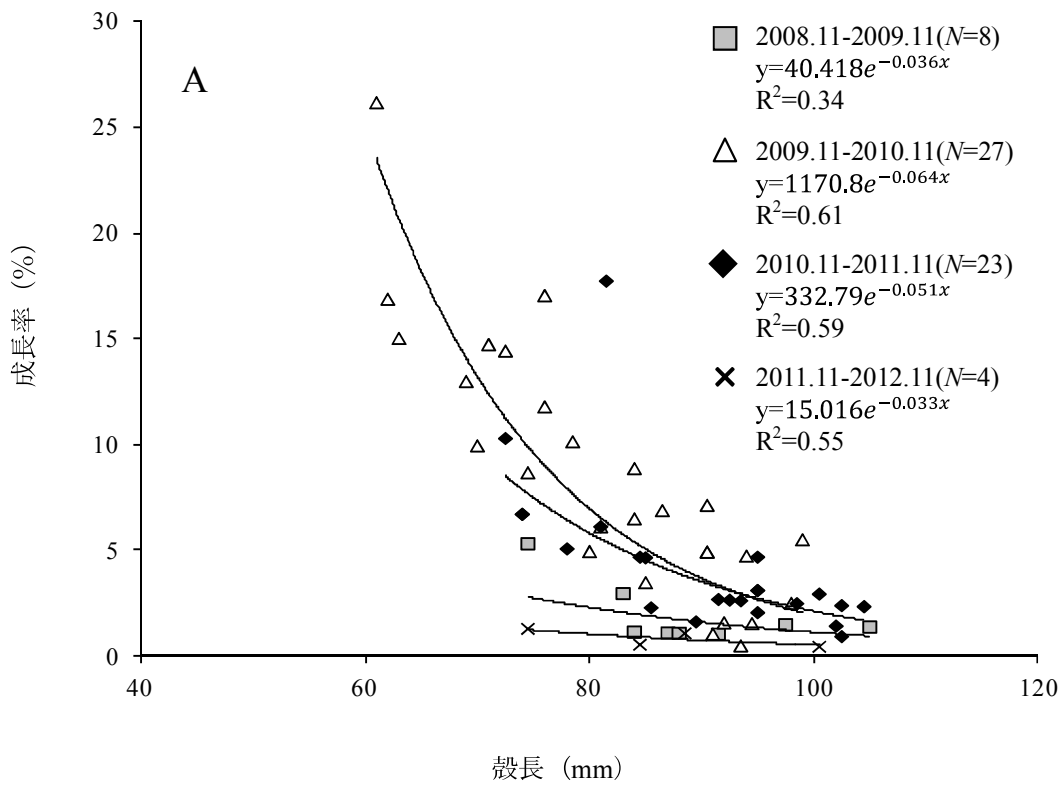 A
2008.11-2009.11(N=8)
y=40.418e^{-0.036x}
R²=0.34
2009.11-2010.11(N=27)
y=1170.8e^{-0.064x}
R²=0.61
2010.11-2011.11(N=23)
y=332.79e^{-0.051x}
R²=0.59
2011.11-2012.11(N=4)
y=15.016e^{-0.033x}
R²=0.55
成長率 (%)
30
25
20
15
10
5
0
40
60
80
100
120
殻長 (mm)